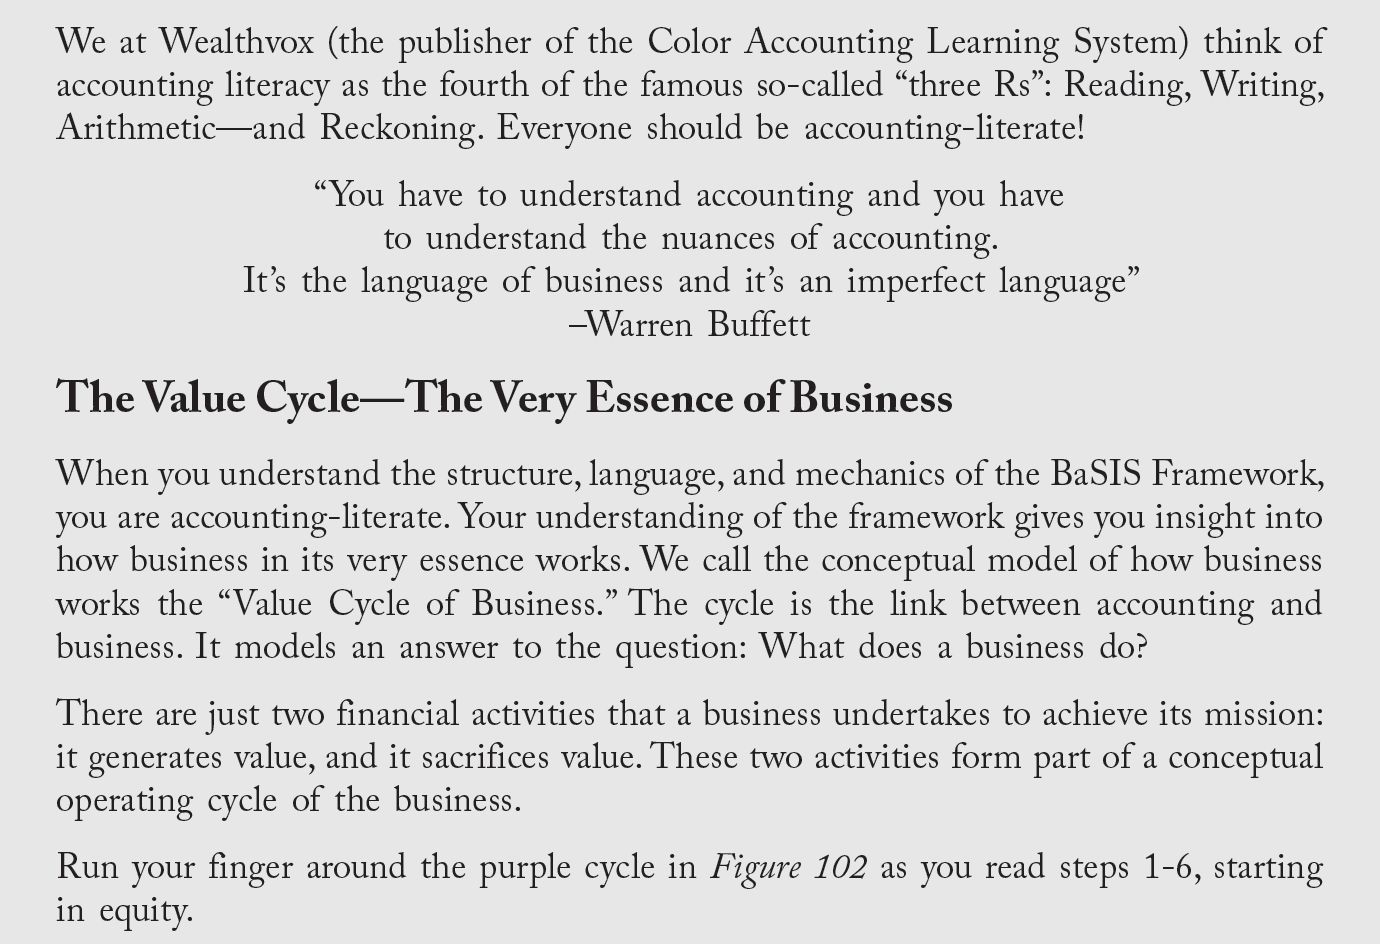 We at Wealthvox (the publisher of the Color Accounting Learning System) think of
accounting literacy as the fourth of the famous so-called “three Rs”: Reading, Writing,
Arithmetic—and Reckoning. Everyone should be accounting-literate!
“You have to understand accounting and you have
to understand the nuances of accounting.
It’s the language of business and it’s an imperfect language”
–Warren Buffett
The Value Cycle—The Very Essence of Business
When you understand the structure, language, and mechanics of the BaSIS Framework,
you are accounting-literate. Your understanding of the framework gives you insight into
how business in its very essence works. We call the conceptual model of how business
works the “Value Cycle of Business.” The cycle is the link between accounting and
business. It models an answer to the question: What does a business do?
There are just two financial activities that a business undertakes to achieve its mission:
it generates value, and it sacrifices value. These two activities form part of a conceptual
operating cycle of the business.
Run your finger around the purple cycle in Figure 102 as you read steps 1-6, starting
in equity.